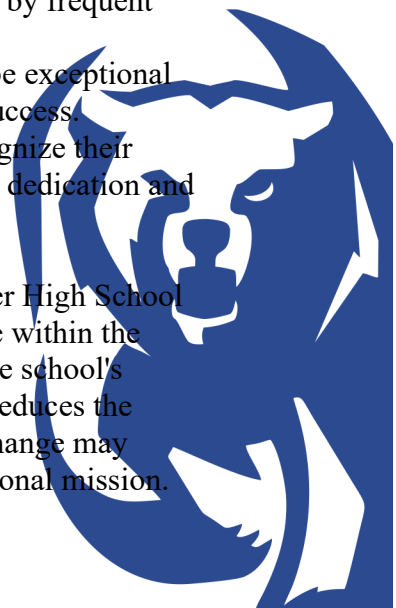 by frequent
be exceptional
uccess.
gnize their
dedication and
er High School
e within the
e school's
educes the
hange may
onal mission.